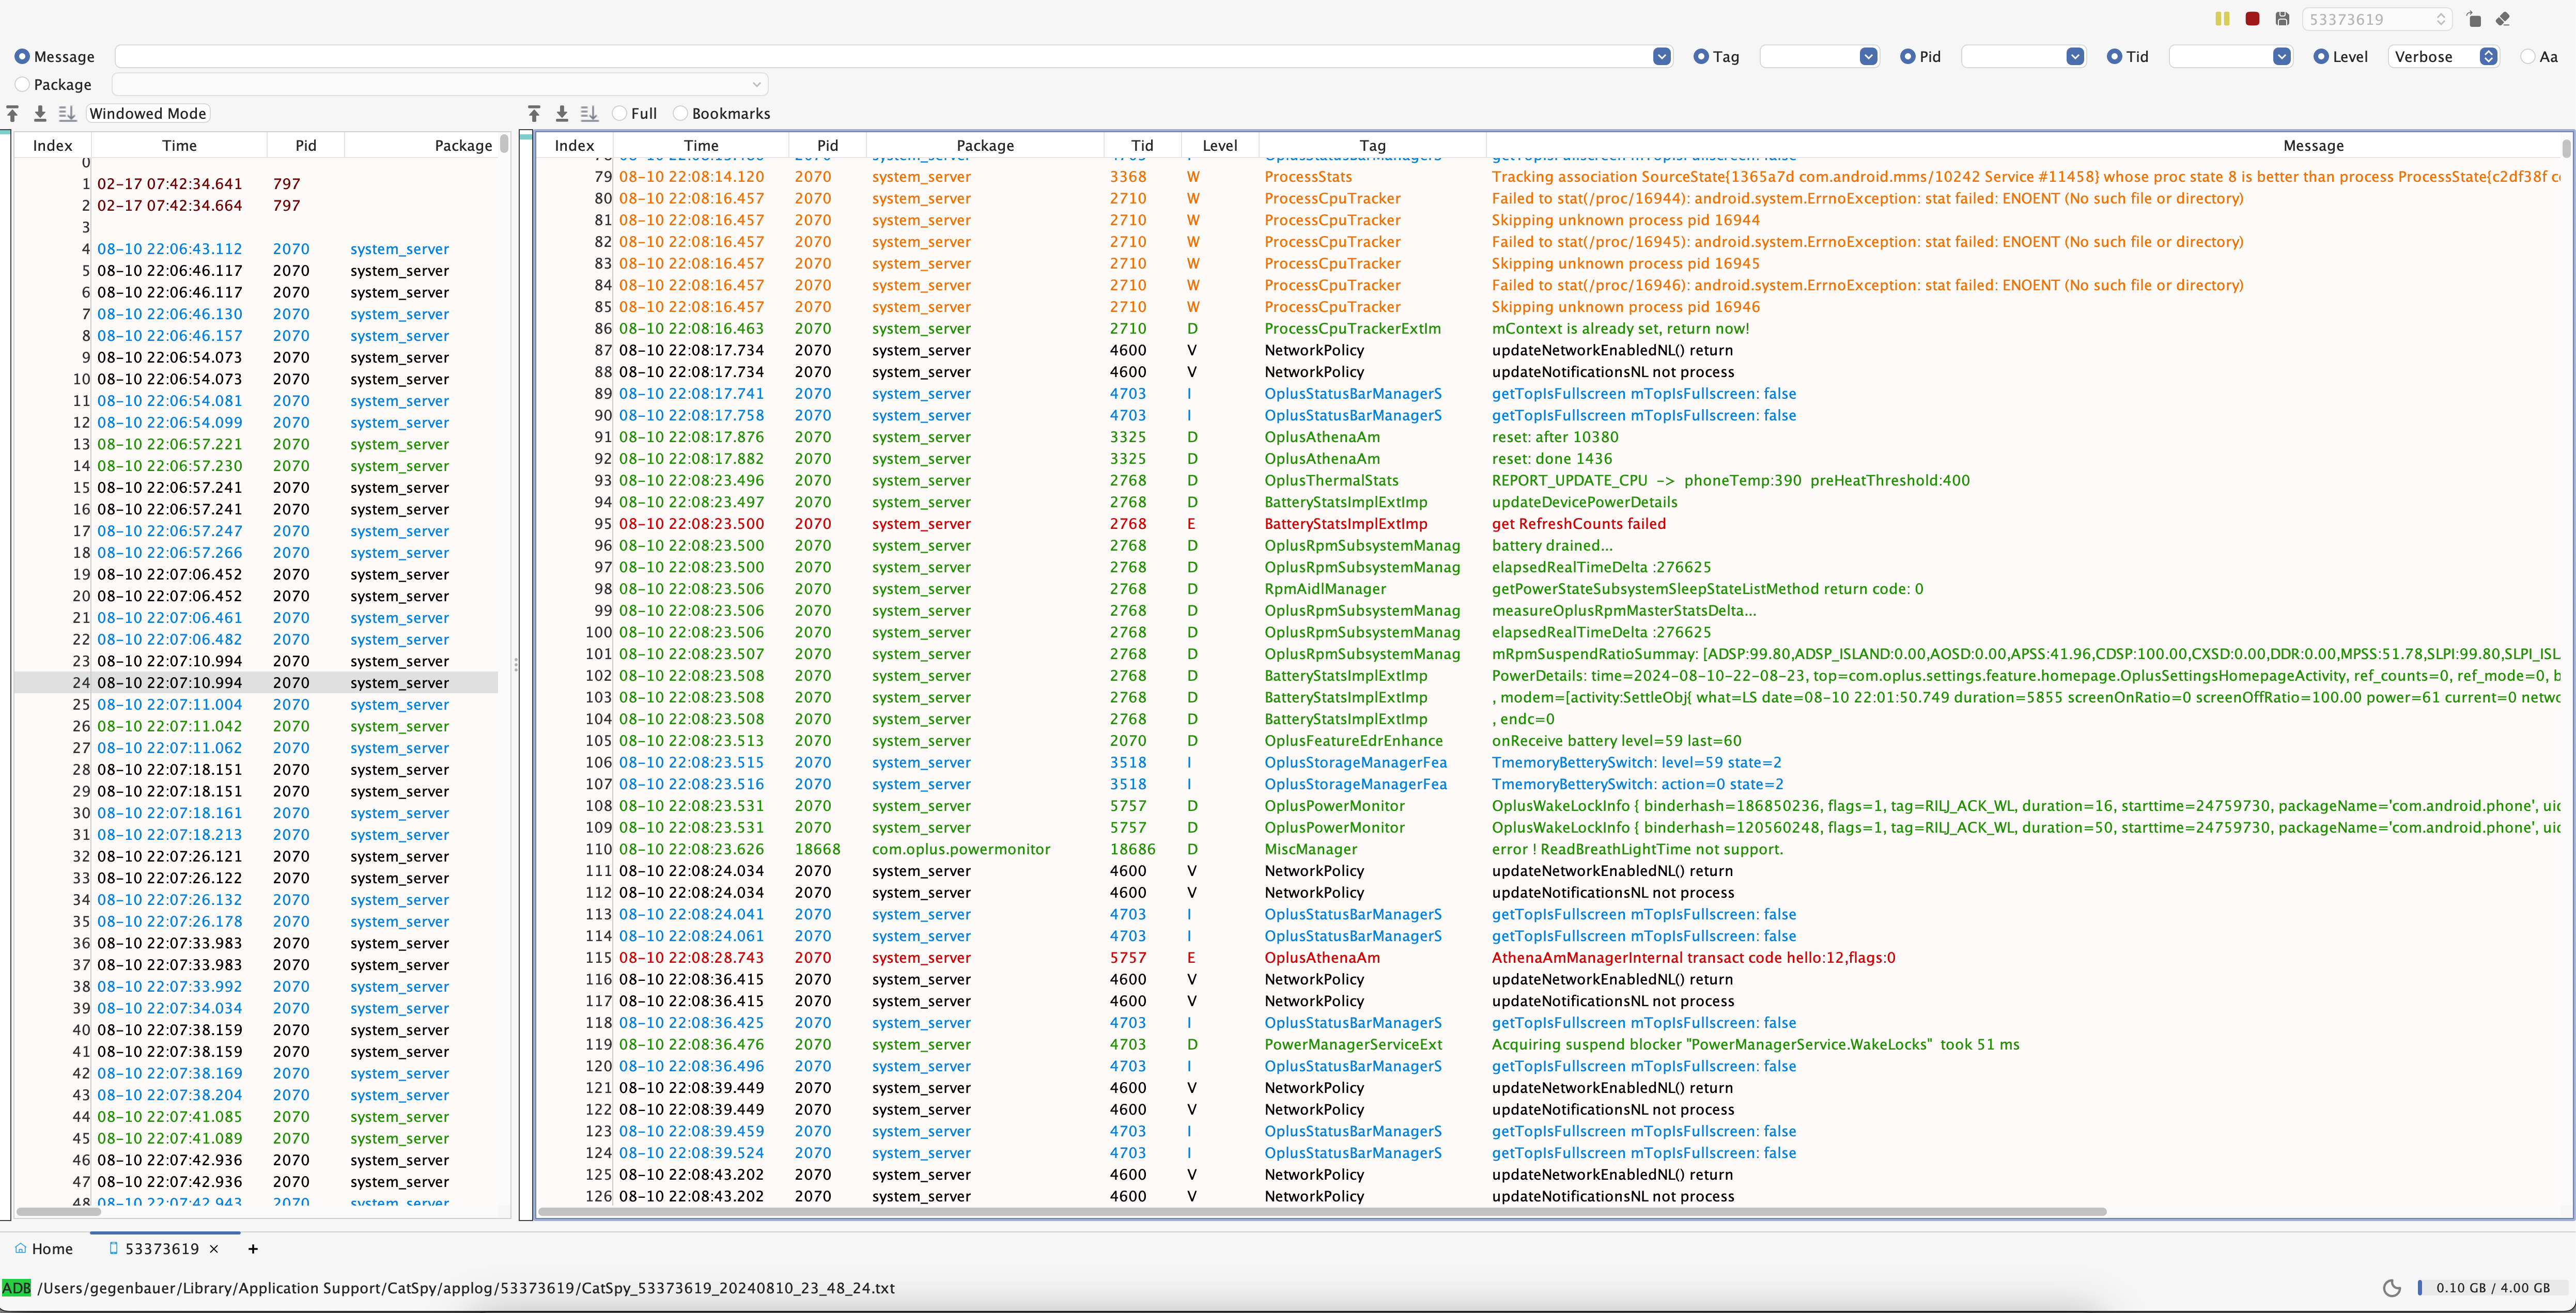 53373619
Message Tag Pid Tid Level Verbose Aa
Package
Windowed Mode Full Bookmarks
Index Time Pid Package
0
1 02-17 07:42:34.641 797
2 02-17 07:42:34.664 797
3
4 08-10 22:06:43.112 2070 system_server
5 08-10 22:06:46.117 2070 system_server
6 08-10 22:06:46.117 2070 system_server
7 08-10 22:06:46.130 2070 system_server
8 08-10 22:06:46.157 2070 system_server
9 08-10 22:06:54.073 2070 system_server
10 08-10 22:06:54.073 2070 system_server
11 08-10 22:06:54.081 2070 system_server
12 08-10 22:06:54.099 2070 system_server
13 08-10 22:06:57.221 2070 system_server
14 08-10 22:06:57.230 2070 system_server
15 08-10 22:06:57.241 2070 system_server
16 08-10 22:06:57.241 2070 system_server
17 08-10 22:06:57.247 2070 system_server
18 08-10 22:06:57.266 2070 system_server
19 08-10 22:07:06.452 2070 system_server
20 08-10 22:07:06.452 2070 system_server
21 08-10 22:07:06.461 2070 system_server
22 08-10 22:07:06.482 2070 system_server
23 08-10 22:07:10.994 2070 system_server
24 08-10 22:07:10.994 2070 system_server
25 08-10 22:07:11.004 2070 system_server
26 08-10 22:07:11.042 2070 system_server
27 08-10 22:07:11.062 2070 system_server
28 08-10 22:07:18.151 2070 system_server
29 08-10 22:07:18.151 2070 system_server
30 08-10 22:07:18.161 2070 system_server
31 08-10 22:07:18.213 2070 system_server
32 08-10 22:07:26.121 2070 system_server
33 08-10 22:07:26.122 2070 system_server
34 08-10 22:07:26.132 2070 system_server
35 08-10 22:07:26.178 2070 system_server
36 08-10 22:07:33.983 2070 system_server
37 08-10 22:07:33.983 2070 system_server
38 08-10 22:07:33.992 2070 system_server
39 08-10 22:07:34.034 2070 system_server
40 08-10 22:07:38.159 2070 system_server
41 08-10 22:07:38.159 2070 system_server
42 08-10 22:07:38.169 2070 system_server
43 08-10 22:07:38.204 2070 system_server
44 08-10 22:07:41.085 2070 system_server
45 08-10 22:07:41.089 2070 system_server
46 08-10 22:07:42.936 2070 system_server
47 08-10 22:07:42.936 2070 system_server
48 08-10 22:07:42.943 2070 system_server
Index Time Pid Package Tid Level Tag Message
getTopIsFullscreen mTopIsFullscreen: false
79 08-10 22:08:14.120 2070 system_server 3368 W ProcessStats Tracking association SourceState{1365a7d com.android.mms/10242 Service #11458} whose proc state 8 is better than process ProcessState{c2df38f c
80 08-10 22:08:16.457 2070 system_server 2710 W ProcessCpuTracker Failed to stat(/proc/16944): android.system.ErrnoException: stat failed: ENOENT (No such file or directory)
81 08-10 22:08:16.457 2070 system_server 2710 W ProcessCpuTracker Skipping unknown process pid 16944
82 08-10 22:08:16.457 2070 system_server 2710 W ProcessCpuTracker Failed to stat(/proc/16945): android.system.ErrnoException: stat failed: ENOENT (No such file or directory)
83 08-10 22:08:16.457 2070 system_server 2710 W ProcessCpuTracker Skipping unknown process pid 16945
84 08-10 22:08:16.457 2070 system_server 2710 W ProcessCpuTracker Failed to stat(/proc/16946): android.system.ErrnoException: stat failed: ENOENT (No such file or directory)
85 08-10 22:08:16.457 2070 system_server 2710 W ProcessCpuTracker Skipping unknown process pid 16946
86 08-10 22:08:16.463 2070 system_server 2710 D ProcessCpuTrackerExtIm mContext is already set, return now!
87 08-10 22:08:17.734 2070 system_server 4600 V NetworkPolicy updateNetworkEnabledNL() return
88 08-10 22:08:17.734 2070 system_server 4600 V NetworkPolicy updateNotificationsNL not process
89 08-10 22:08:17.741 2070 system_server 4703 I OplusStatusBarManagerS getTopIsFullscreen mTopIsFullscreen: false
90 08-10 22:08:17.758 2070 system_server 4703 I OplusStatusBarManagerS getTopIsFullscreen mTopIsFullscreen: false
91 08-10 22:08:17.876 2070 system_server 3325 D OplusAthenaAm reset: after 10380
92 08-10 22:08:17.882 2070 system_server 3325 D OplusAthenaAm reset: done 1436
93 08-10 22:08:23.496 2070 system_server 2768 D OplusThermalStats REPORT_UPDATE_CPU -> phoneTemp:390 preHeatThreshold:400
94 08-10 22:08:23.497 2070 system_server 2768 D BatteryStatsImplExtImp updateDevicePowerDetails
95 08-10 22:08:23.500 2070 system_server 2768 E BatteryStatsImplExtImp get RefreshCounts failed
96 08-10 22:08:23.500 2070 system_server 2768 D OplusRpmSubsystemManag battery drained...
97 08-10 22:08:23.500 2070 system_server 2768 D OplusRpmSubsystemManag elapsedRealTimeDelta :276625
98 08-10 22:08:23.506 2070 system_server 2768 D RpmAidlManager getPowerStateSubsystemSleepStateListMethod return code: 0
99 08-10 22:08:23.506 2070 system_server 2768 D OplusRpmSubsystemManag measureOplusRpmMasterStatsDelta...
100 08-10 22:08:23.506 2070 system_server 2768 D OplusRpmSubsystemManag elapsedRealTimeDelta :276625
101 08-10 22:08:23.507 2070 system_server 2768 D OplusRpmSubsystemManag mRpmSuspendRatioSummay: [ADSP:99.80,ADSP_ISLAND:0.00,AOSD:0.00,APSS:41.96,CDSP:100.00,CXSD:0.00,DDR:0.00,MPSS:51.78,SLPI:99.80,SLPI_ISL
102 08-10 22:08:23.508 2070 system_server 2768 D BatteryStatsImplExtImp PowerDetails: time=2024-08-10-22-08-23, top=com.oplus.settings.feature.homepage.OplusSettingsHomepageActivity, ref_counts=0, ref_mode=0, b
103 08-10 22:08:23.508 2070 system_server 2768 D BatteryStatsImplExtImp , modem=[activity:SettleObj{ what=LS date=08-10 22:01:50.749 duration=5855 screenOnRatio=0 screenOffRatio=100.00 power=61 current=0 netwo
104 08-10 22:08:23.508 2070 system_server 2768 D BatteryStatsImplExtImp , endc=0
105 08-10 22:08:23.513 2070 system_server 2070 D OplusFeatureEdrEnhance onReceive battery level=59 last=60
106 08-10 22:08:23.515 2070 system_server 3518 I OplusStorageManagerFea TmemoryBetterySwitch: level=59 state=2
107 08-10 22:08:23.516 2070 system_server 3518 I OplusStorageManagerFea TmemoryBetterySwitch: action=0 state=2
108 08-10 22:08:23.531 2070 system_server 5757 D OplusPowerMonitor OplusWakeLockInfo { binderhash=186850236, flags=1, tag=RILJ_ACK_WL, duration=16, starttime=24759730, packageName='com.android.phone', uid
109 08-10 22:08:23.531 2070 system_server 5757 D OplusPowerMonitor OplusWakeLockInfo { binderhash=120560248, flags=1, tag=RILJ_ACK_WL, duration=50, starttime=24759730, packageName='com.android.phone', uid
110 08-10 22:08:23.626 18668 com.oplus.powermonitor 18686 D MiscManager error ! ReadBreathLightTime not support.
111 08-10 22:08:24.034 2070 system_server 4600 V NetworkPolicy updateNetworkEnabledNL() return
112 08-10 22:08:24.034 2070 system_server 4600 V NetworkPolicy updateNotificationsNL not process
113 08-10 22:08:24.041 2070 system_server 4703 I OplusStatusBarManagerS getTopIsFullscreen mTopIsFullscreen: false
114 08-10 22:08:24.061 2070 system_server 4703 I OplusStatusBarManagerS getTopIsFullscreen mTopIsFullscreen: false
115 08-10 22:08:28.743 2070 system_server 5757 E OplusAthenaAm AthenaAmManagerInternal transact code hello:12,flags:0
116 08-10 22:08:36.415 2070 system_server 4600 V NetworkPolicy updateNetworkEnabledNL() return
117 08-10 22:08:36.415 2070 system_server 4600 V NetworkPolicy updateNotificationsNL not process
118 08-10 22:08:36.425 2070 system_server 4703 I OplusStatusBarManagerS getTopIsFullscreen mTopIsFullscreen: false
119 08-10 22:08:36.476 2070 system_server 4703 D PowerManagerServiceExt Acquiring suspend blocker "PowerManagerService.WakeLocks" took 51 ms
120 08-10 22:08:36.496 2070 system_server 4703 I OplusStatusBarManagerS getTopIsFullscreen mTopIsFullscreen: false
121 08-10 22:08:39.449 2070 system_server 4600 V NetworkPolicy updateNetworkEnabledNL() return
122 08-10 22:08:39.449 2070 system_server 4600 V NetworkPolicy updateNotificationsNL not process
123 08-10 22:08:39.459 2070 system_server 4703 I OplusStatusBarManagerS getTopIsFullscreen mTopIsFullscreen: false
124 08-10 22:08:39.524 2070 system_server 4703 I OplusStatusBarManagerS getTopIsFullscreen mTopIsFullscreen: false
125 08-10 22:08:43.202 2070 system_server 4600 V NetworkPolicy updateNetworkEnabledNL() return
126 08-10 22:08:43.202 2070 system_server 4600 V NetworkPolicy updateNotificationsNL not process
Home 53373619 × +
ADB /Users/gegenbauer/Library/Application Support/CatSpy/applog/53373619/CatSpy_53373619_20240810_23_48_24.txt 0.10 GB / 4.00 GB